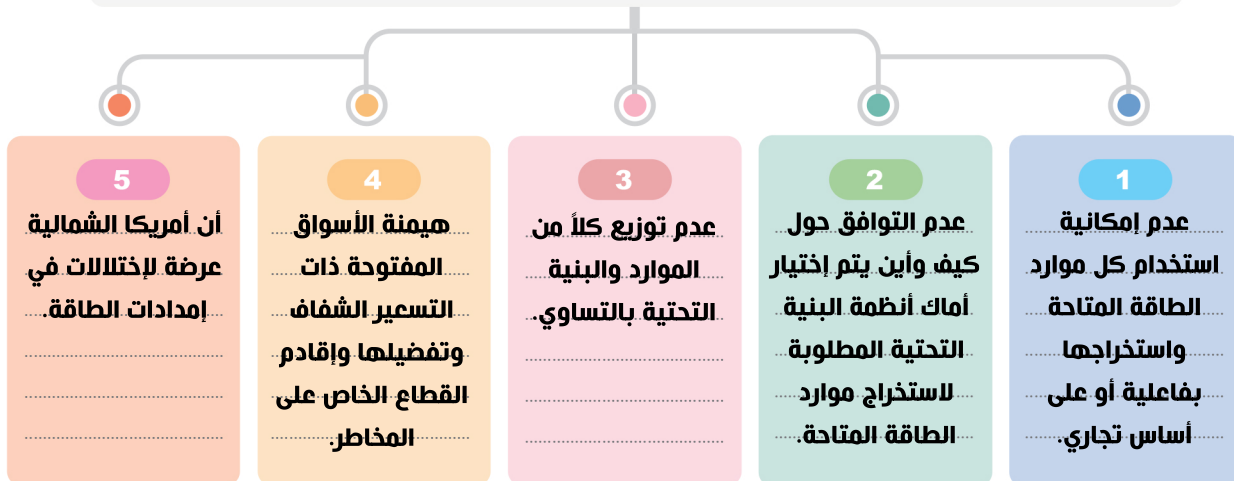 1
عدم إمكانية
استخدام كل موارد
الطاقة المتاحة
واستخراجها
بفاعلية أو على
أساس تجاري.
2
عدم التوافق حول
كيف وأين يتم إختيار
أماك أنظمة البنية
التحتية المطلوبة
لاستخراج موارد
الطاقة المتاحة.
3
عدم توزيع كلاً من
الموارد والبنية
التحتية بالتساوي.
4
هيمنة الأسواق
المفتوحة ذات
التسعير الشفاف
وتفضيلها وإقادم
القطاع الخاص على
المخاطر.
5
أن أمريكا الشمالية
عرضة لإختلالات في
إمدادات الطاقة.